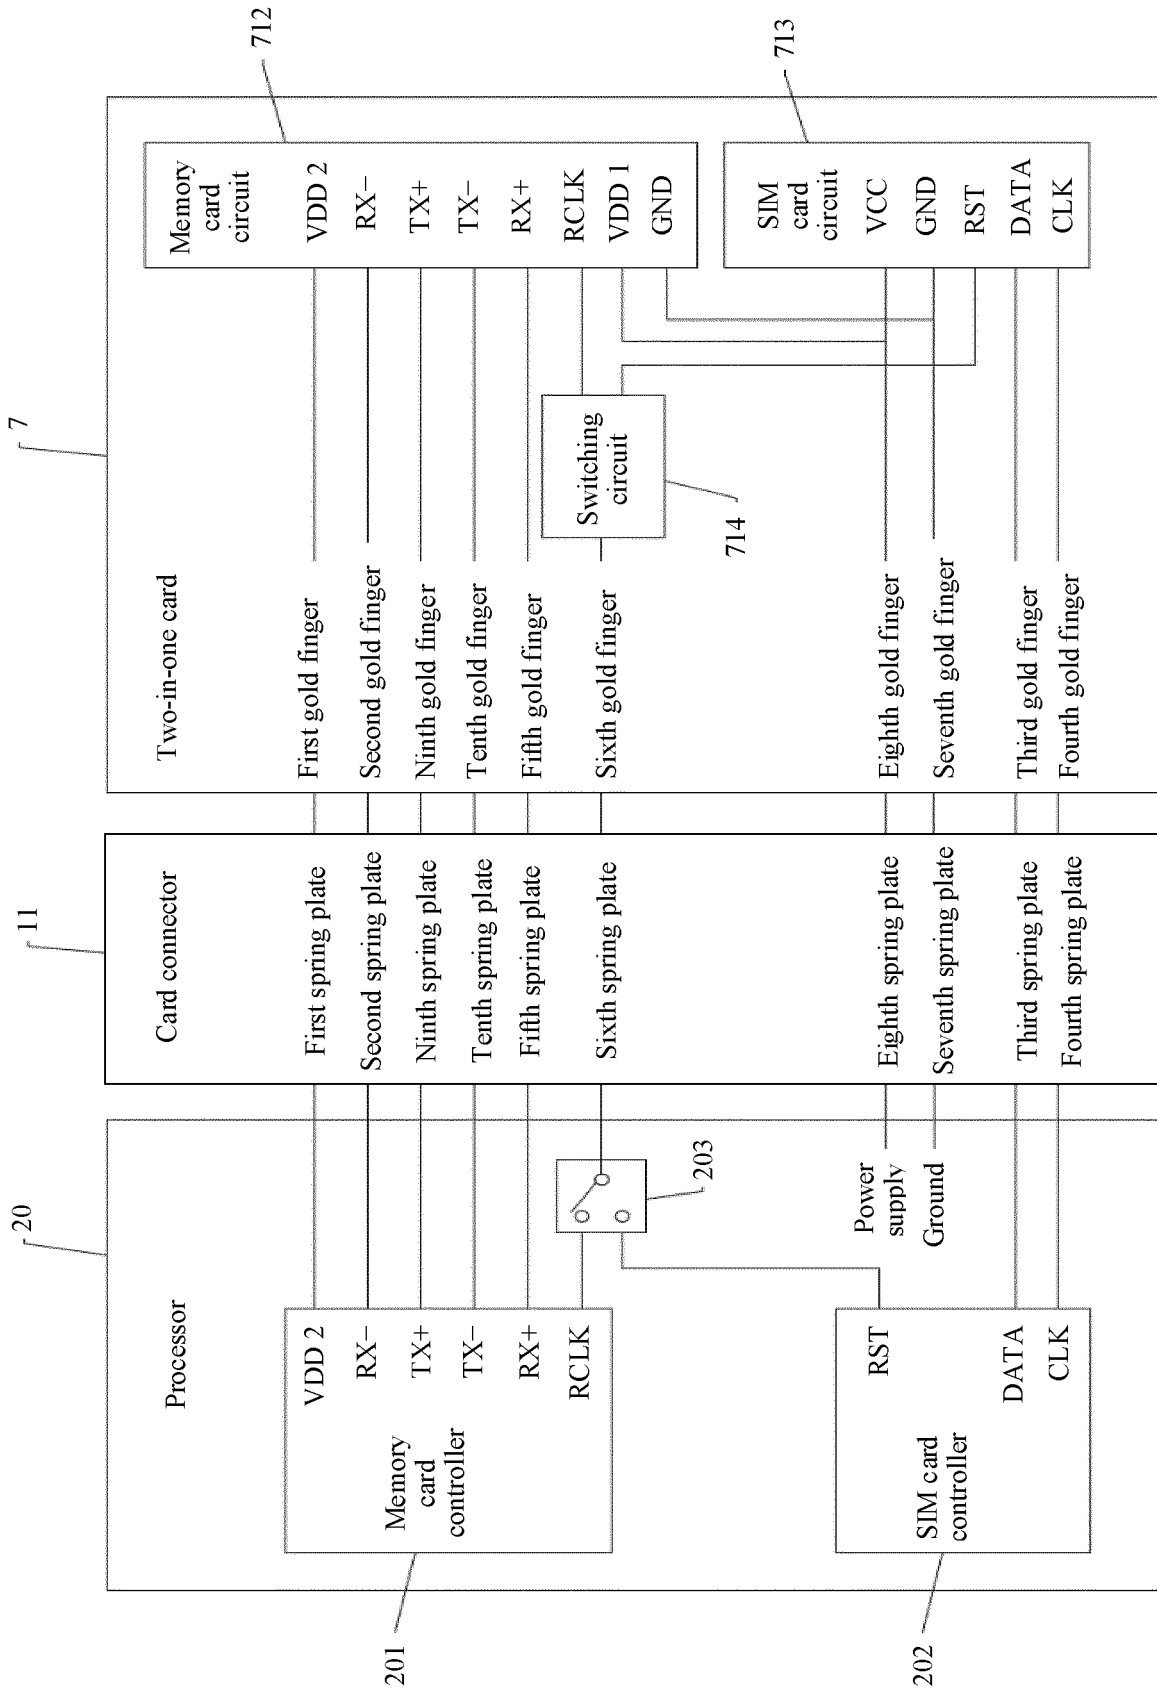 20
11
7
712
713
Processor
Card connector
Two-in-one card
Memory
card
controller
VDD 2
RX−
TX+
TX−
RX+
RCLK
201
203
SIM card
controller
RST
DATA
CLK
202
Power
supply
Ground
First spring plate
Second spring plate
Ninth spring plate
Tenth spring plate
Fifth spring plate
Sixth spring plate
Eighth spring plate
Seventh spring plate
Third spring plate
Fourth spring plate
First gold finger
Second gold finger
Ninth gold finger
Tenth gold finger
Fifth gold finger
Sixth gold finger
Eighth gold finger
Seventh gold finger
Third gold finger
Fourth gold finger
Switching
circuit
714
Memory
card
circuit
VDD 2
RX−
TX+
TX−
RX+
RCLK
VDD 1
GND
SIM
card
circuit
VCC
GND
RST
DATA
CLK